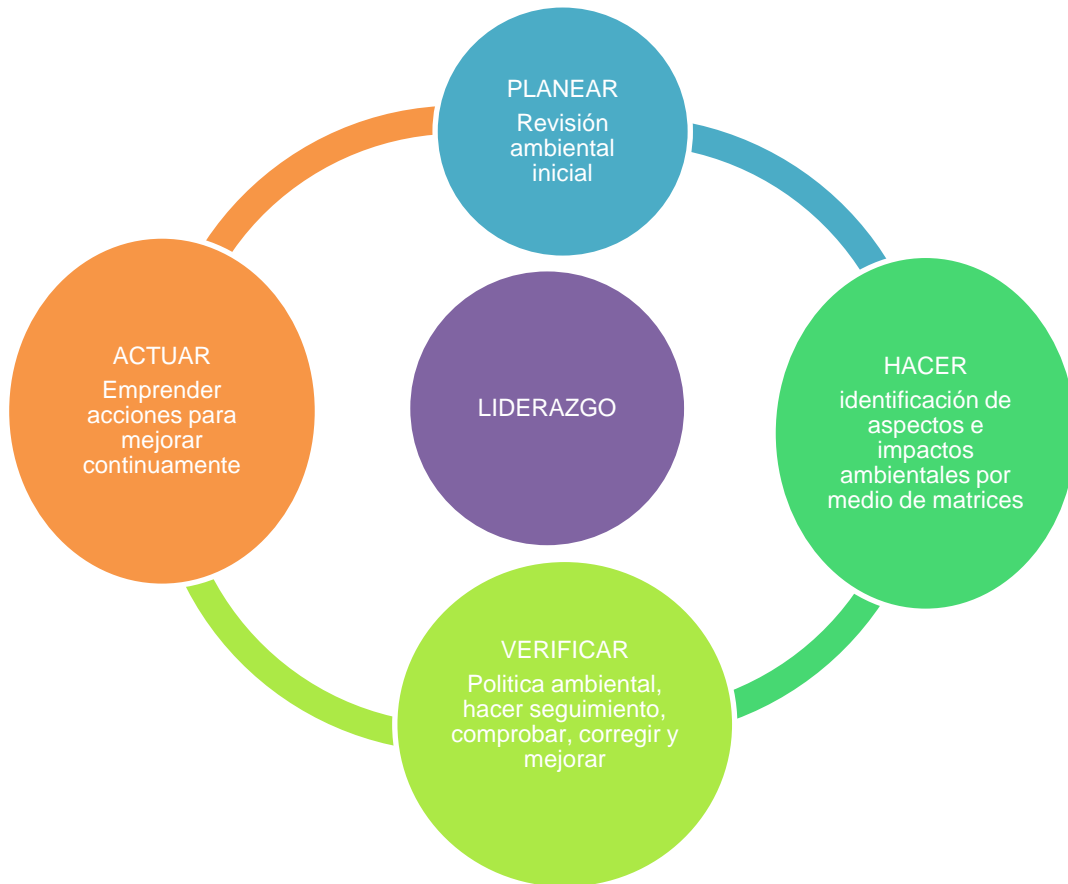 PLANEAR
Revisión
ambiental
inicial
ACTUAR
Emprender
acciones para
mejorar
continuamente
LIDERAZGO
HACER
identificación de
aspectos e
impactos
ambientales por
medio de matrices
VERIFICAR
Politica ambiental,
hacer seguimiento,
comprobar, corregir y
mejorar